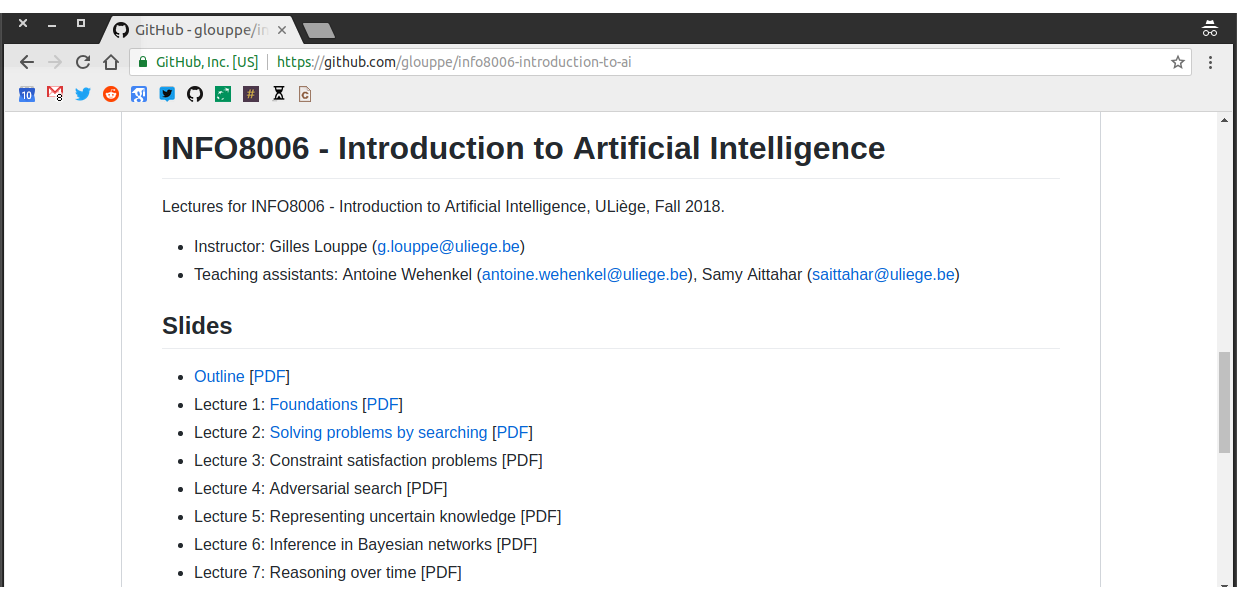 GitHub - glouppe/in
GitHub, Inc. [US] https://github.com/glouppe/info8006-introduction-to-ai
10 8 # C
INFO8006 - Introduction to Artificial Intelligence
Lectures for INFO8006 - Introduction to Artificial Intelligence, ULiège, Fall 2018.
• Instructor: Gilles Louppe (g.louppe@uliege.be)
• Teaching assistants: Antoine Wehenkel (antoine.wehenkel@uliege.be), Samy Aittahar (saittahar@uliege.be)
Slides
• Outline [PDF]
• Lecture 1: Foundations [PDF]
• Lecture 2: Solving problems by searching [PDF]
• Lecture 3: Constraint satisfaction problems [PDF]
• Lecture 4: Adversarial search [PDF]
• Lecture 5: Representing uncertain knowledge [PDF]
• Lecture 6: Inference in Bayesian networks [PDF]
• Lecture 7: Reasoning over time [PDF]